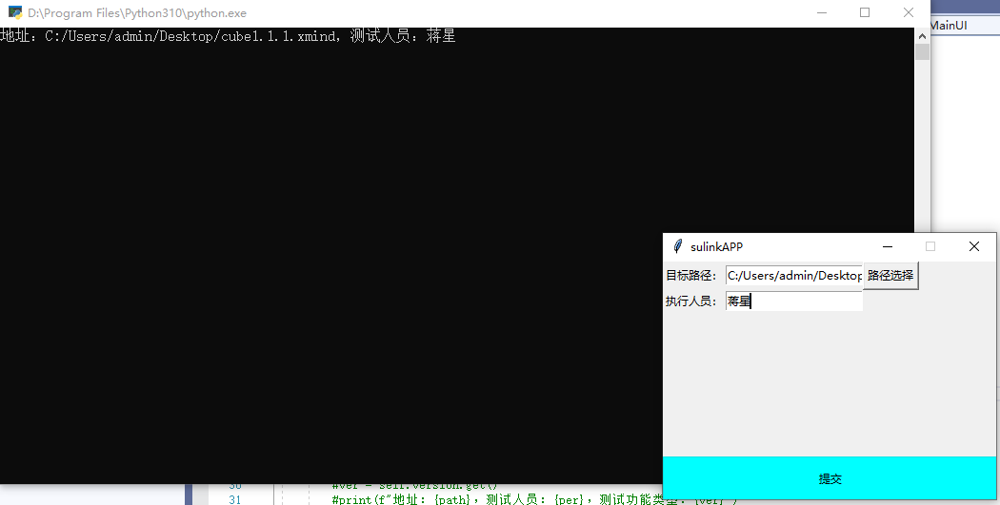 D:\Program Files\Python310\python.exe
MainUI
地址：C:/Users/admin/Desktop/cube1.1.1.xmind，测试人员：蒋星
sulinkAPP
目标路径： C:/Users/admin/Desktop 路径选择
执行人员： 蒋星
提交
30 #ver = self.version.get()
31 #print(f"地址：{path}，测试人员：{per}，测试功能类型：{ver}")